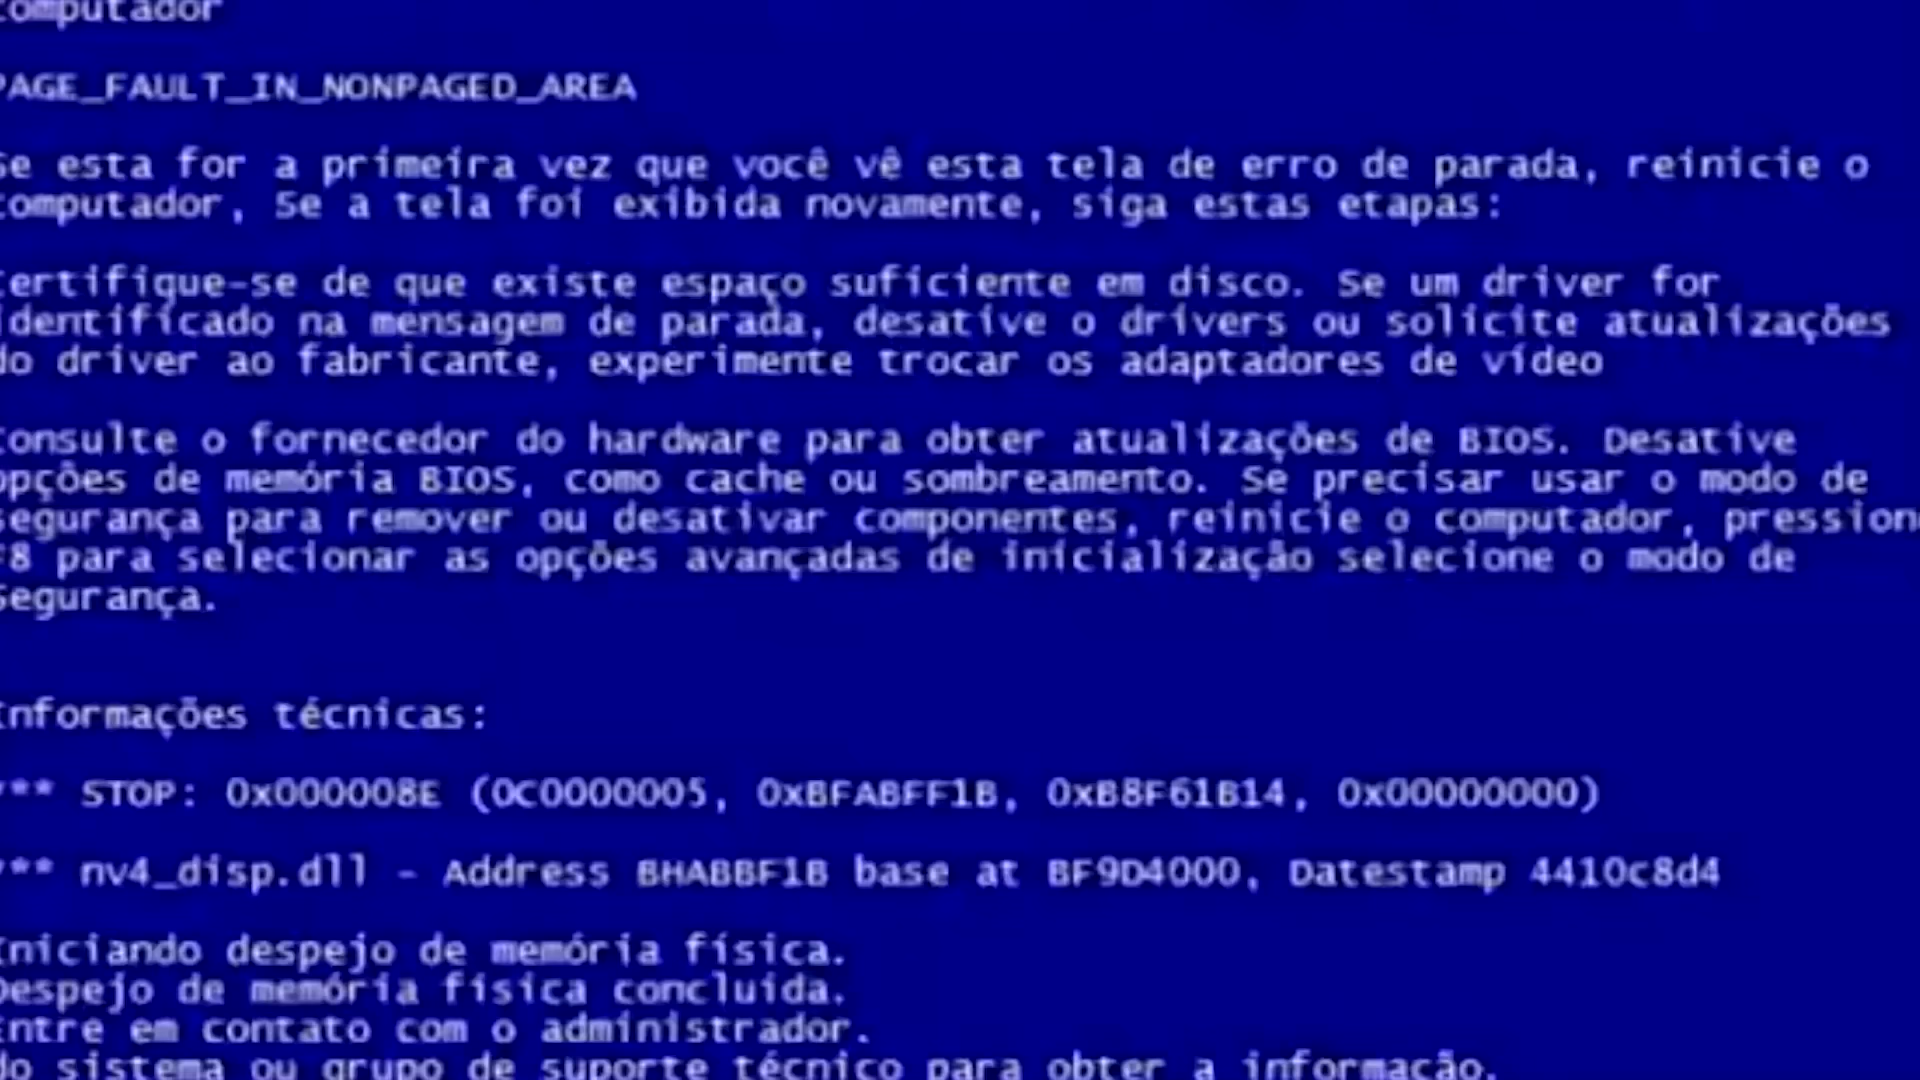 computador
PAGE_FAULT_IN_NONPAGED_AREA
Se esta for a primeira vez que você vê esta tela de erro de parada, reinicie o
computador, Se a tela foi exibida novamente, siga estas etapas:
Certifique-se de que existe espaço suficiente em disco. Se um driver for
identificado na mensagem de parada, desative o drivers ou solicite atualizações
do driver ao fabricante, experimente trocar os adaptadores de vídeo
Consulte o fornecedor do hardware para obter atualizações de BIOS. Desative
opções de memória BIOS, como cache ou sombreamento. Se precisar usar o modo de
segurança para remover ou desativar componentes, reinicie o computador, pressione
F8 para selecionar as opções avançadas de inicialização selecione o modo de
segurança.
Informações técnicas:
*** STOP: 0x000008E (0C0000005, 0xBFABFF1B, 0xB8F61B14, 0x00000000)
*** nv4_disp.dll - Address BHABBF1B base at BF9D4000, Datestamp 4410c8d4
Iniciando despejo de memória física.
Despejo de memória física concluida.
Entre em contato com o administrador.
do sistema ou grupo de suporte técnico para obter a informação.